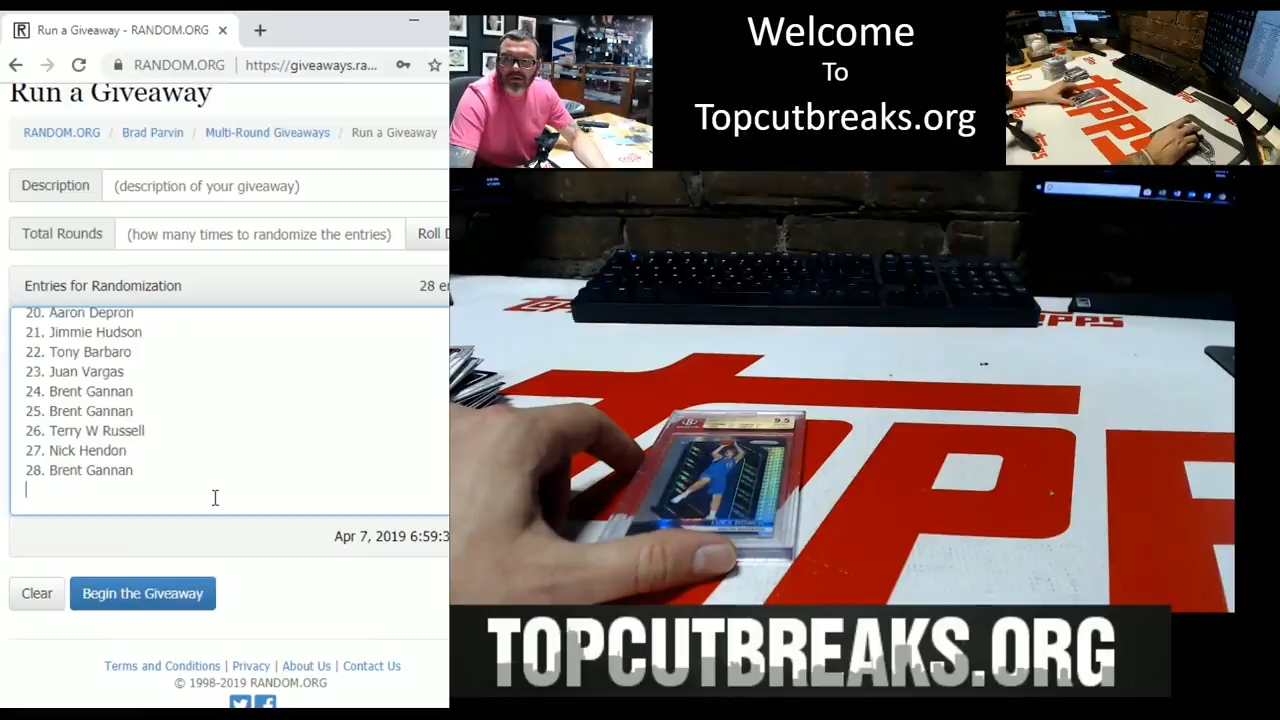 Run a Giveaway - RANDOM.ORG
RANDOM.ORG
https://giveaways.ra...
Run a Giveaway
RANDOM.ORG / Brad Parvin / Multi-Round Giveaways / Run a Giveaway
Description
(description of your giveaway)
Total Rounds
(how many times to randomize the entries)
Roll
Entries for Randomization
28
20. Aaron Depron
21. Jimmie Hudson
22. Tony Barbaro
23. Juan Vargas
24. Brent Gannan
25. Brent Gannan
26. Terry W Russell
27. Nick Hendon
28. Brent Gannan
Apr 7, 2019 6:59:3
Clear
Begin the Giveaway
Terms and Conditions | Privacy | About Us | Contact Us
© 1998-2019 RANDOM.ORG
Welcome
To
Topcutbreaks.org
9.5
TOPCUTBREAKS.ORG